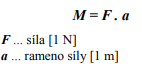 M = F . a
F ... síla [1 N]
a ... rameno síly [1 m]